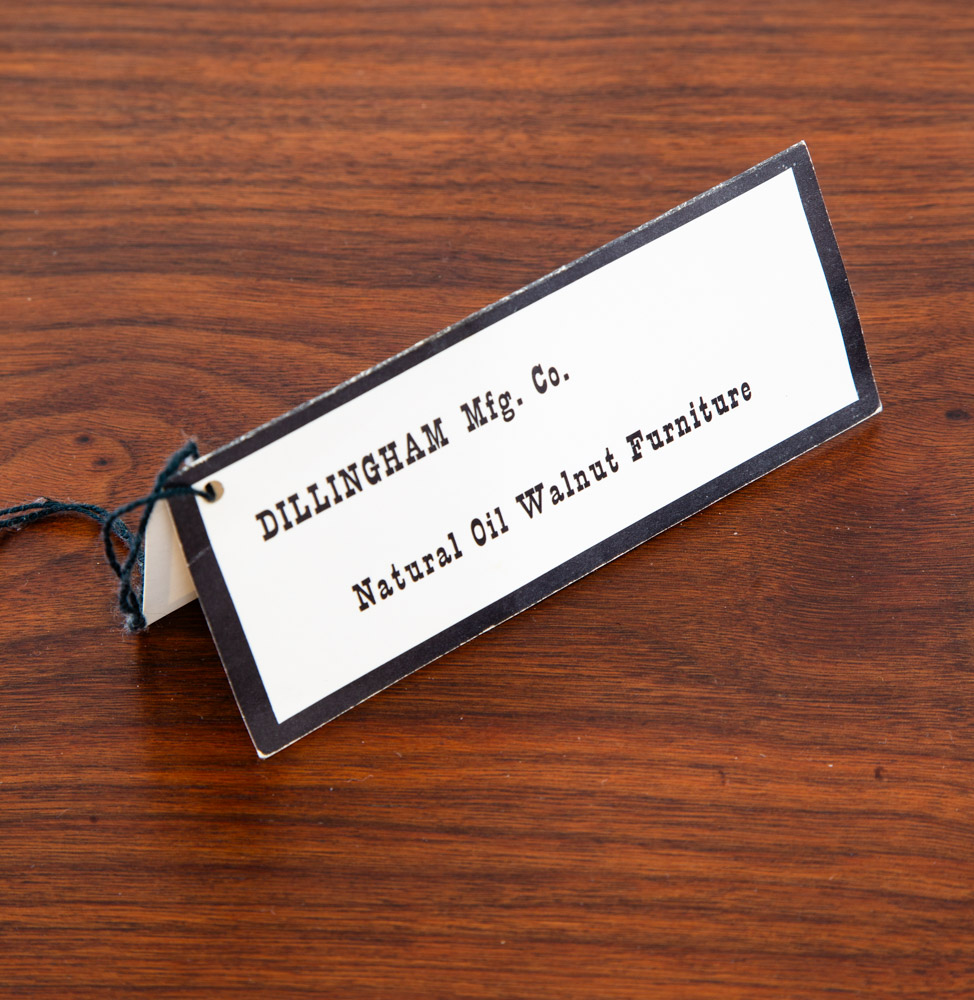 DILLINGHAM Mfg. Co.
Natural Oil Walnut Furniture